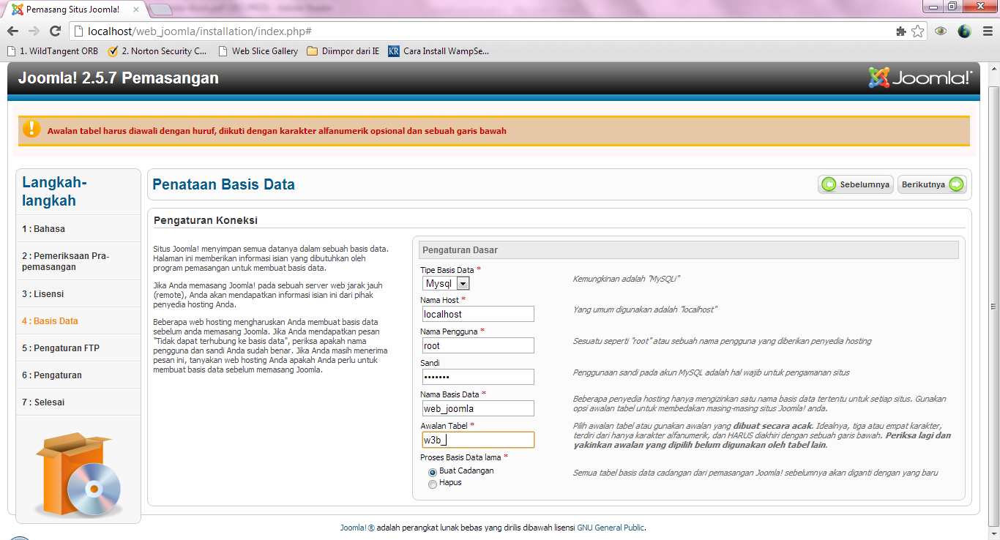 Pemasang Situs Joomla!
localhost/web_joomla/installation/index.php#
1. WildTangent ORB
2. Norton Security C...
Web Slice Gallery
Diimpor dari IE
KR
Cara Install WampSe...
Joomla! 2.5.7 Pemasangan
Joomla!®
Awalan tabel harus diawali dengan huruf, diikuti dengan karakter alfanumerik opsional dan sebuah garis bawah
Langkah-
langkah
1 : Bahasa
2 : Pemeriksaan Pra-
pemasangan
3 : Lisensi
4 : Basis Data
5 : Pengaturan FTP
6 : Pengaturan
7 : Selesai
Penataan Basis Data
Sebelumnya
Berikutnya
Pengaturan Koneksi
Situs Joomla! menyimpan semua datanya dalam sebuah basis data.
Halaman ini memberikan informasi isian yang dibutuhkan oleh
program pemasangan untuk membuat basis data.
Jika Anda memasang Joomla! pada sebuah server web jarak jauh
(remote), Anda akan mendapatkan informasi isian ini dari pihak
penyedia hosting Anda.
Beberapa web hosting mengharuskan Anda membuat basis data
sebelum anda memasang Joomla. Jika Anda mendapatkan pesan
"Tidak dapat terhubung ke basis data", periksa apakah nama
pengguna dan sandi Anda sudah benar. Jika Anda masih menerima
pesan ini, tanyakan web hosting Anda apakah Anda perlu untuk
membuat basis data sebelum memasang Joomla.
Pengaturan Dasar
Tipe Basis Data *
Mysql
Kemungkinan adalah "MySQLi"
Nama Host *
localhost
Yang umum digunakan adalah "localhost"
Nama Pengguna *
root
Sesuatu seperti "root" atau sebuah nama pengguna yang diberikan penyedia hosting
Sandi
•••••••
Penggunaan sandi pada akun MySQL adalah hal wajib untuk pengamanan situs
Nama Basis Data *
web_joomla
Beberapa penyedia hosting hanya mengizinkan satu nama basis data tertentu untuk setiap situs. Gunakan
opsi awalan tabel untuk membedakan masing-masing situs Joomla! anda.
Awalan Tabel *
w3b_
Pilih awalan tabel atau gunakan awalan yang dibuat secara acak. Idealnya, tiga atau empat karakter,
terdiri dari hanya karakter alfanumerik, dan HARUS diakhiri dengan sebuah garis bawah. Periksa lagi dan
yakinkan awalan yang dipilih belum digunakan oleh tabel lain.
Proses Basis Data lama *
Buat Cadangan
Hapus
Semua tabel basis data cadangan dari pemasangan Joomla! sebelumnya akan diganti dengan yang baru
Joomla! ® adalah perangkat lunak bebas yang dirilis dibawah lisensi GNU General Public.